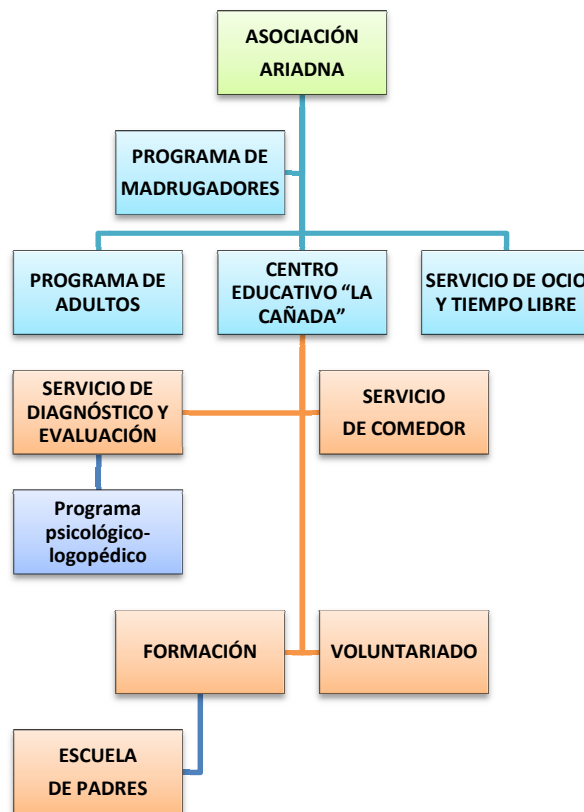 ASOCIACIÓN
ARIADNA
PROGRAMA DE
MADRUGADORES
PROGRAMA DE
ADULTOS
CENTRO
EDUCATIVO “LA
CAÑADA”
SERVICIO DE OCIO
Y TIEMPO LIBRE
SERVICIO DE
DIAGNÓSTICO Y
EVALUACIÓN
SERVICIO
DE COMEDOR
Programa
psicológico-
logopédico
FORMACIÓN
VOLUNTARIADO
ESCUELA
DE PADRES